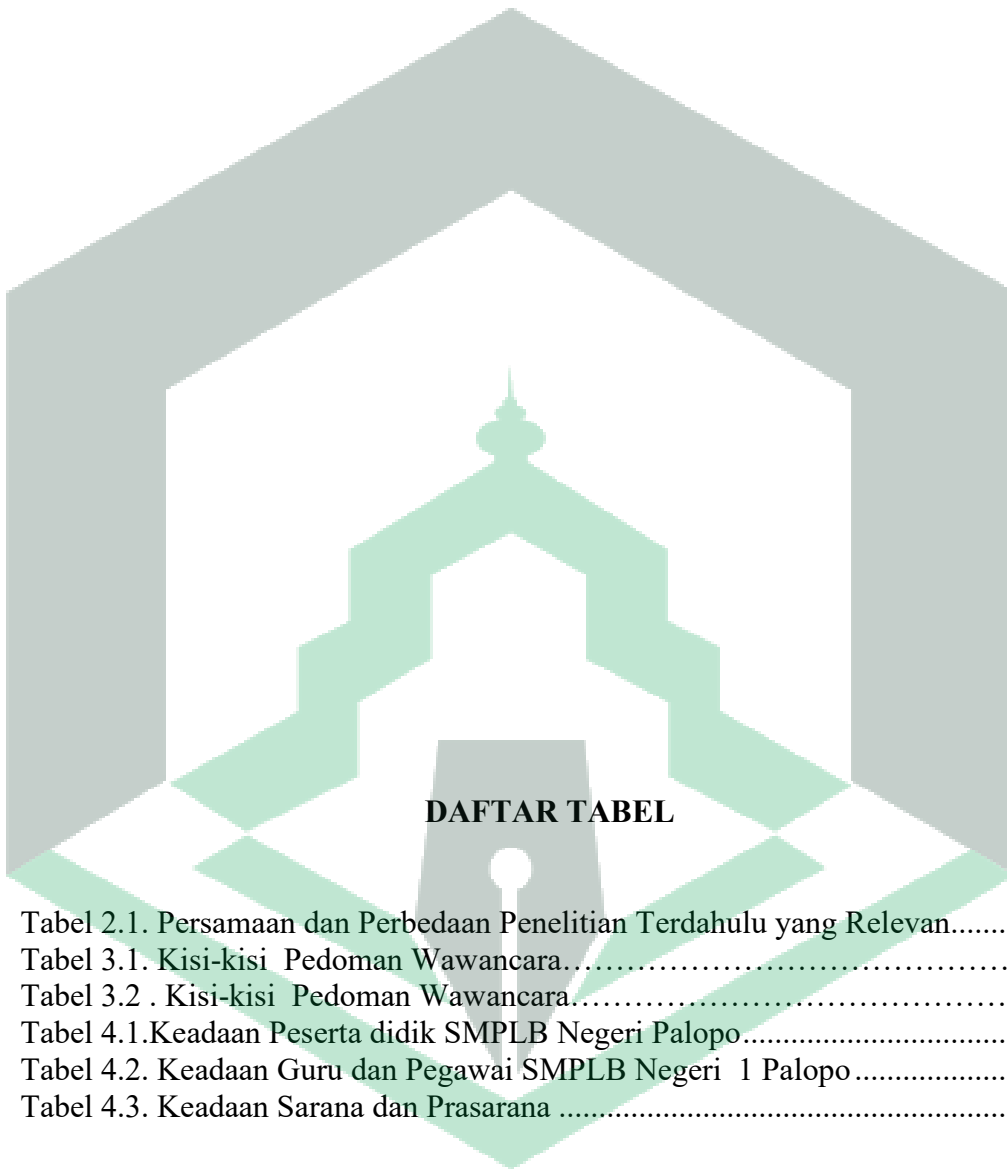 DAFTAR TABEL
Tabel 2.1. Persamaan dan Perbedaan Penelitian Terdahulu yang Relevan.......
Tabel 3.1. Kisi-kisi  Pedoman Wawancara……………………………………
Tabel 3.2 . Kisi-kisi  Pedoman Wawancara……………………………………
Tabel 4.1.Keadaan Peserta didik SMPLB Negeri Palopo................................
Tabel 4.2. Keadaan Guru dan Pegawai SMPLB Negeri  1 Palopo..................
Tabel 4.3. Keadaan Sarana dan Prasarana ......................................................